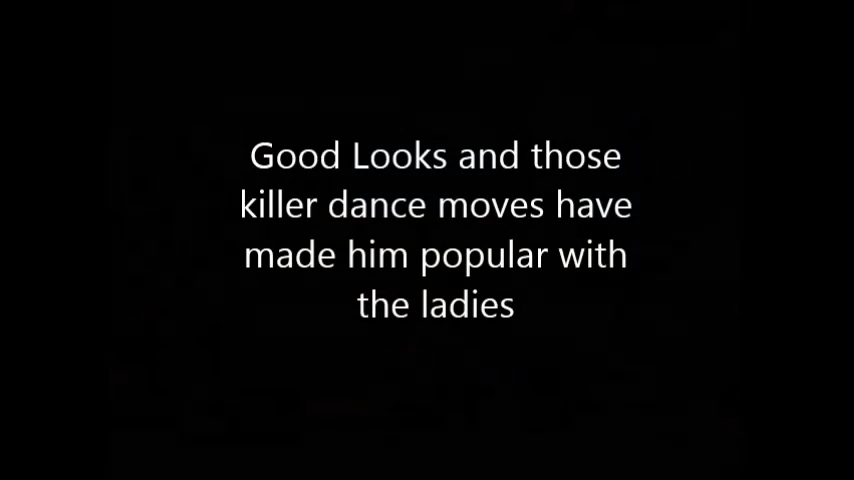 Good Looks and those
killer dance moves have
made him popular with
the ladies